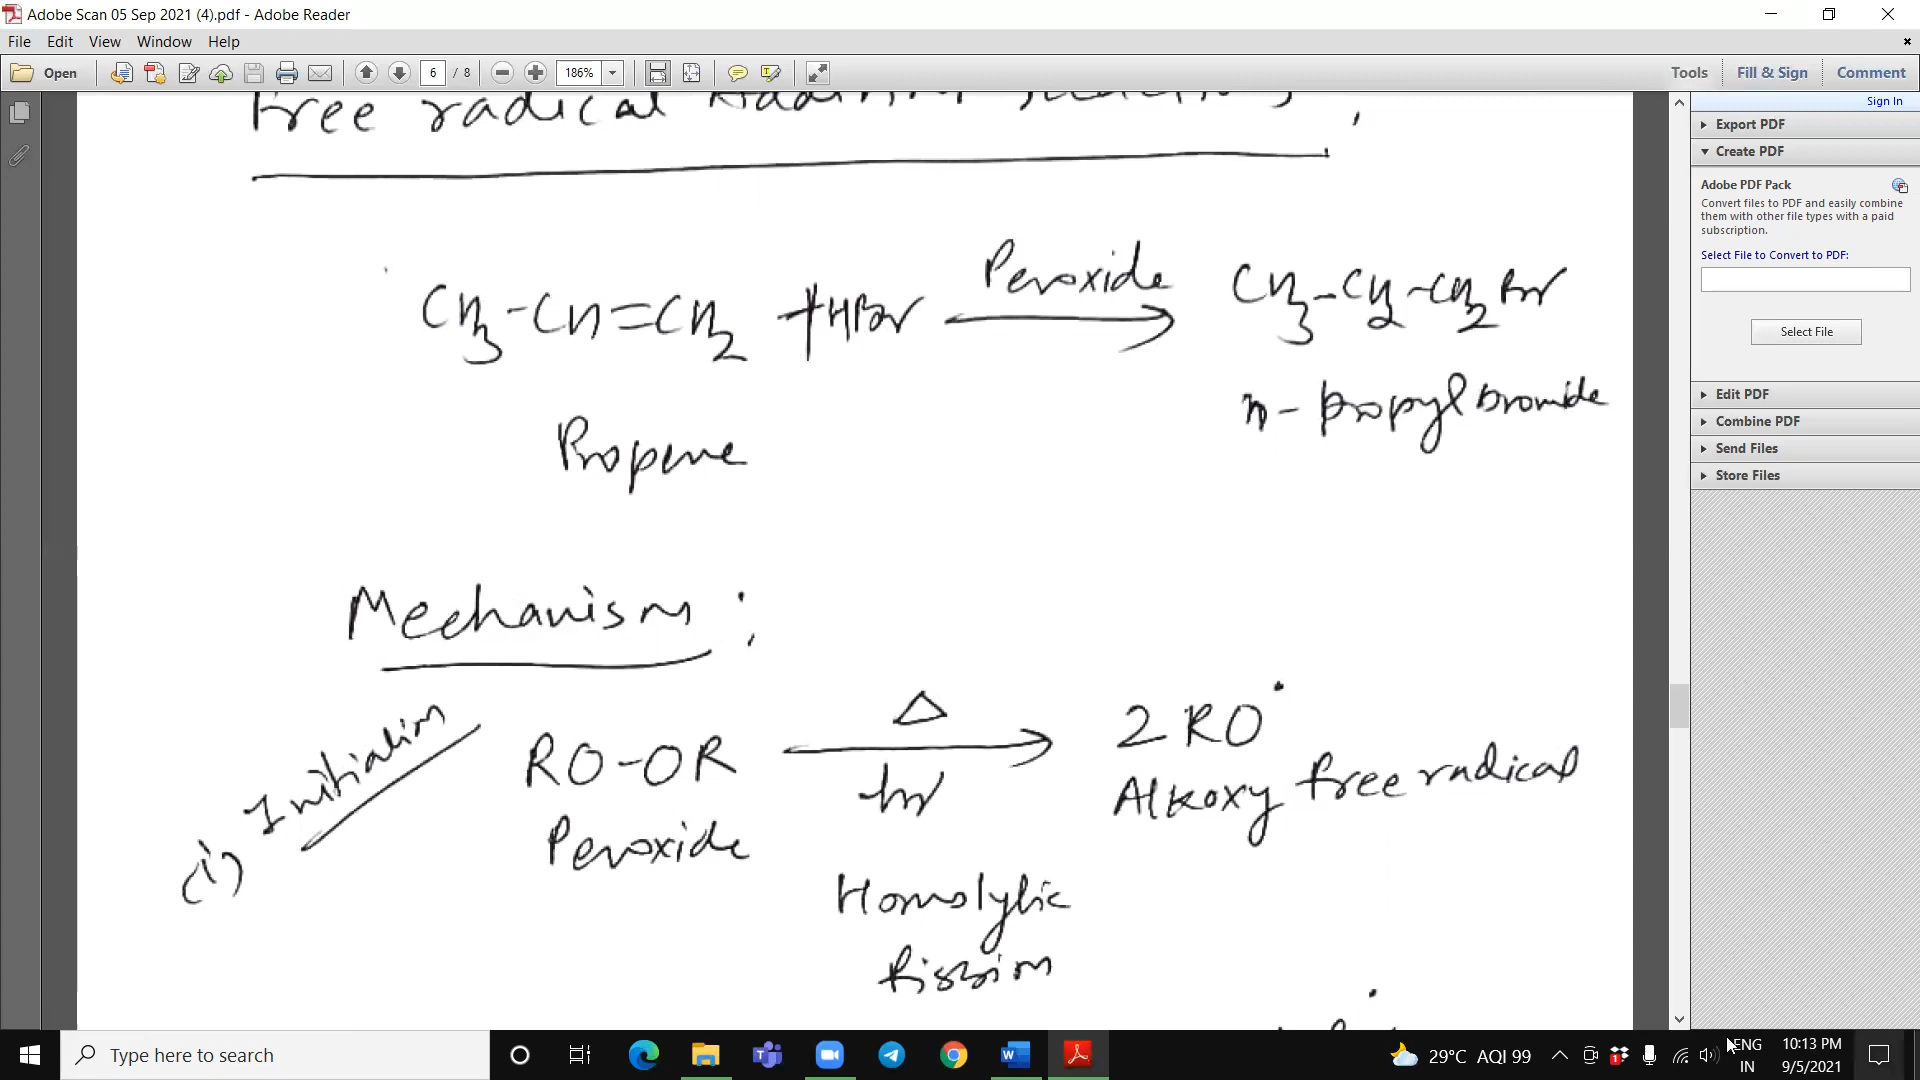 Adobe Scan 05 Sep 2021 (4).pdf - Adobe Reader
File Edit View Window Help
Open 6 / 8 186% Tools Fill & Sign Comment
Sign In
Export PDF
Create PDF
Adobe PDF Pack
Convert files to PDF and easily combine
them with other file types with a paid
subscription.
Select File to Convert to PDF:
Select File
Edit PDF
Combine PDF
Send Files
Store Files
Free radical Addition reactions
Peroxide
CH3-CH=CH2 + HBr → CH3-CH2-CH2Br
n-propyl bromide
Propene
Mechanism :
(i) Initiation
Δ
RO-OR → 2 RO•
hν
Alkoxy free radical
Peroxide
Homolytic
fission
Type here to search
29°C AQI 99
ENG
IN
10:13 PM
9/5/2021